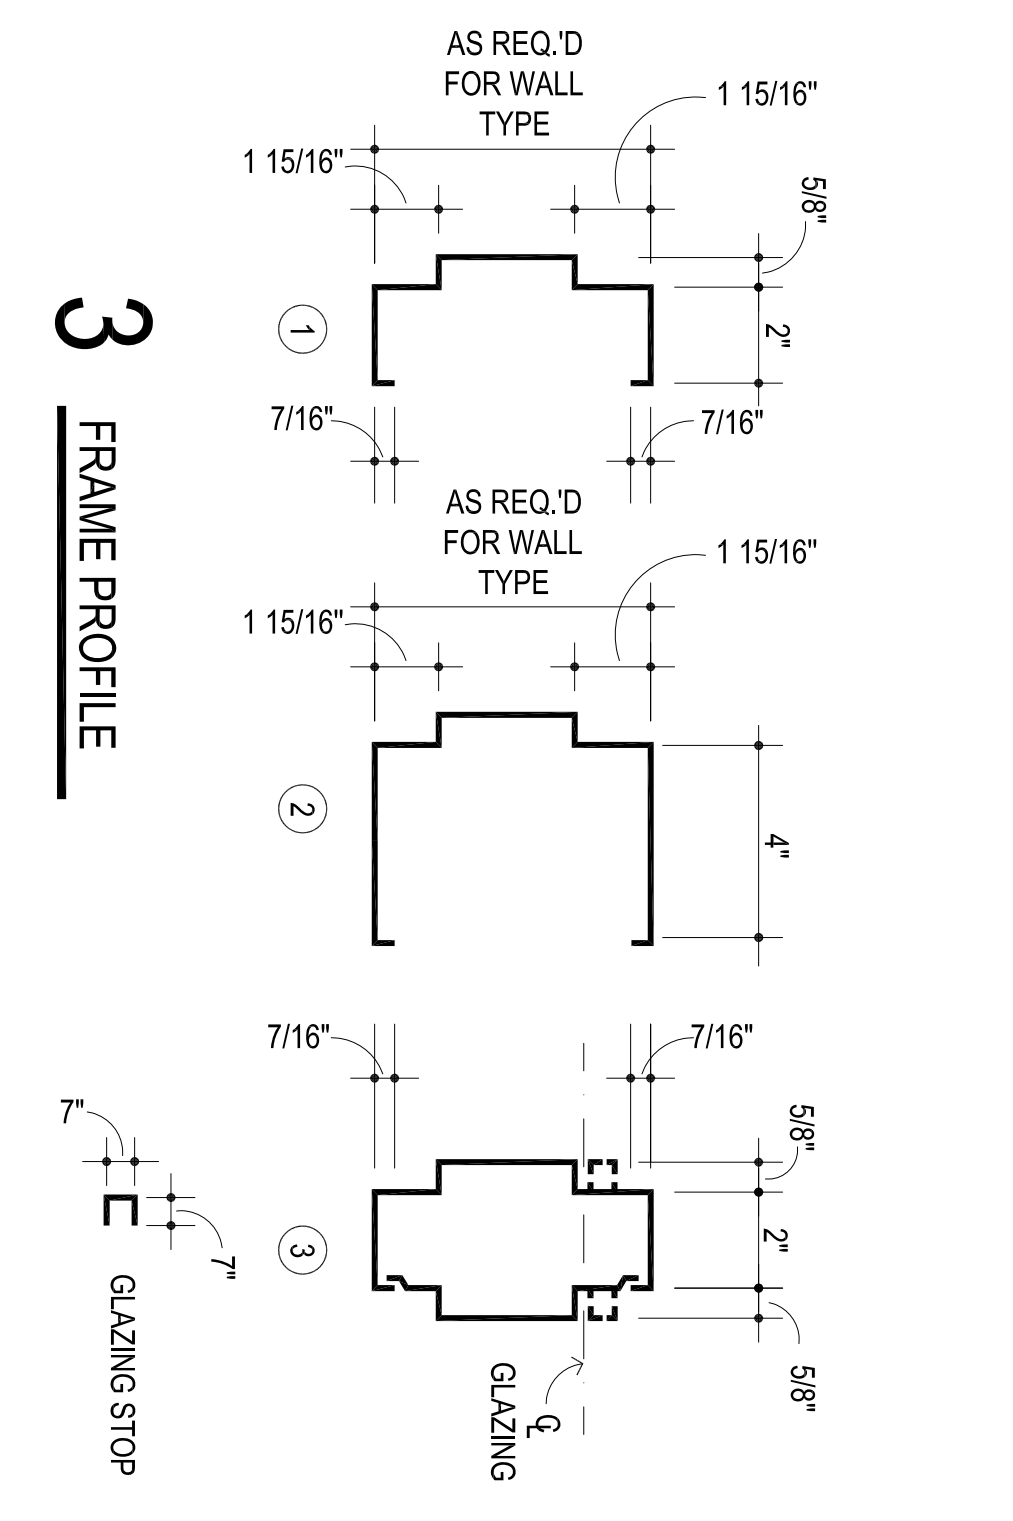 AS REQ.'D
FOR WALL
TYPE
1 15/16"
1 15/16"
5/8"
2"
1
7/16"
7/16"
AS REQ.'D
FOR WALL
TYPE
1 15/16"
1 15/16"
4"
2
7/16"
7/16"
5/8"
2"
5/8"
3
CL
GLAZING
7"
7"
GLAZING STOP
3
FRAME PROFILE